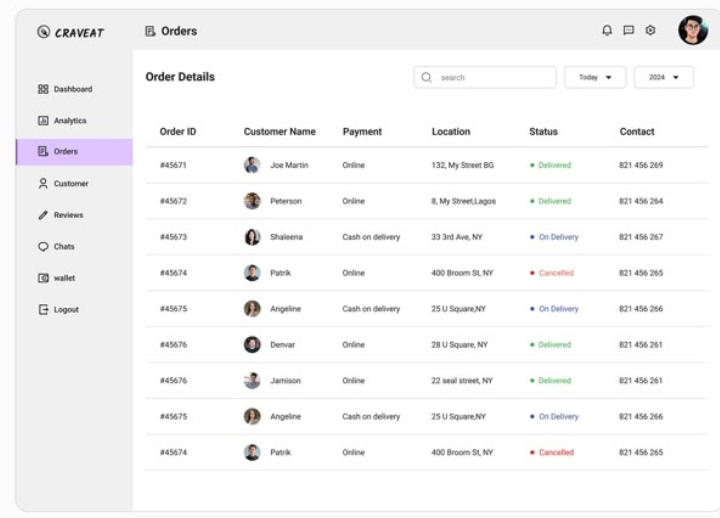 CRAVEAT
Orders
Dashboard
Analytics
Orders
Customer
Reviews
Chats
wallet
Logout
Order Details
search
Today
2024
Order ID Customer Name Payment Location Status Contact
#45671 Joe Martin Online 132, My Street BG Delivered 821 456 269
#45672 Peterson Online 8, My Street,Lagos Delivered 821 456 264
#45673 Shaleena Cash on delivery 33 3rd Ave, NY On Delivery 821 456 267
#45674 Patrik Online 400 Broom St, NY Cancelled 821 456 265
#45675 Angeline Cash on delivery 25 U Square,NY On Delivery 821 456 266
#45676 Denvar Online 28 U Square, NY Delivered 821 456 261
#45676 Jamison Online 22 seal street, NY Delivered 821 456 261
#45675 Angeline Cash on delivery 25 U Square,NY On Delivery 821 456 266
#45674 Patrik Online 400 Broom St, NY Cancelled 821 456 265